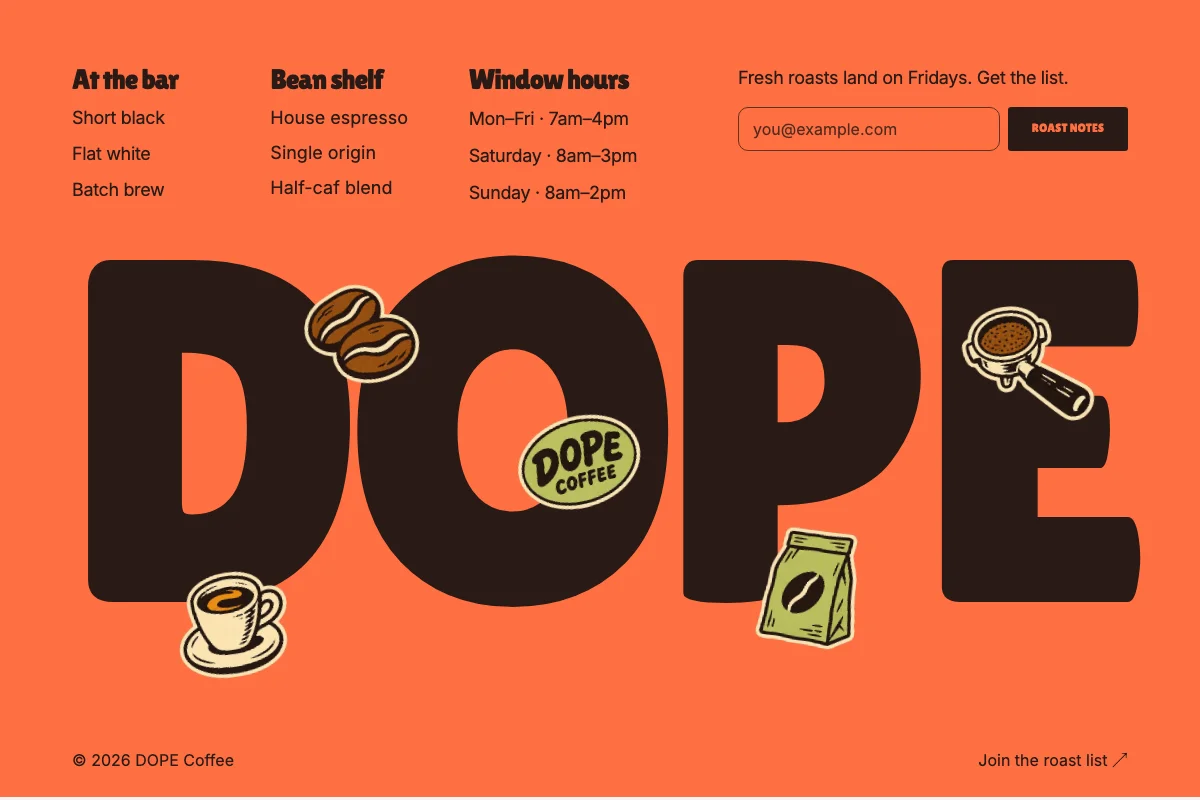 At the bar
Short black
Flat white
Batch brew
Bean shelf
House espresso
Single origin
Half-caf blend
Window hours
Mon–Fri · 7am–4pm
Saturday · 8am–3pm
Sunday · 8am–2pm
Fresh roasts land on Fridays. Get the list.
you@example.com
ROAST NOTES
DOPE
DOPE
COFFEE
© 2026 DOPE Coffee
Join the roast list ↗